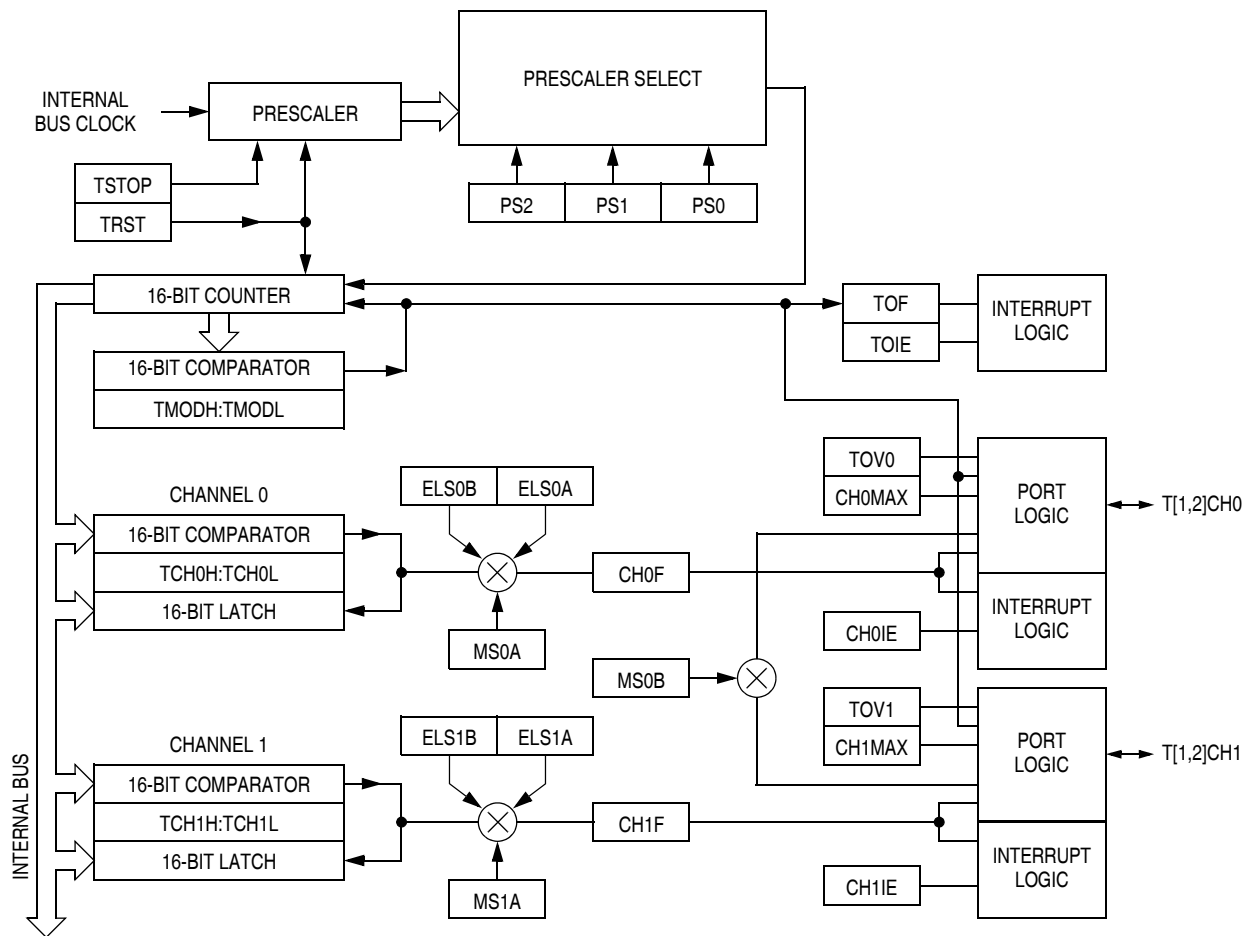 PRESCALER SELECT
INTERNAL
BUS CLOCK
PRESCALER
TSTOP
TRST
PS2
PS1
PS0
16-BIT COUNTER
TOF
TOIE
INTERRUPT
LOGIC
16-BIT COMPARATOR
TMODH:TMODL
TOV0
CH0MAX
PORT
LOGIC
T[1,2]CH0
ELS0B
ELS0A
CHANNEL 0
16-BIT COMPARATOR
TCH0H:TCH0L
16-BIT LATCH
CH0F
MS0A
CH0IE
INTERRUPT
LOGIC
MS0B
TOV1
CH1MAX
PORT
LOGIC
T[1,2]CH1
ELS1B
ELS1A
CHANNEL 1
16-BIT COMPARATOR
TCH1H:TCH1L
16-BIT LATCH
CH1F
MS1A
CH1IE
INTERRUPT
LOGIC
INTERNAL BUS